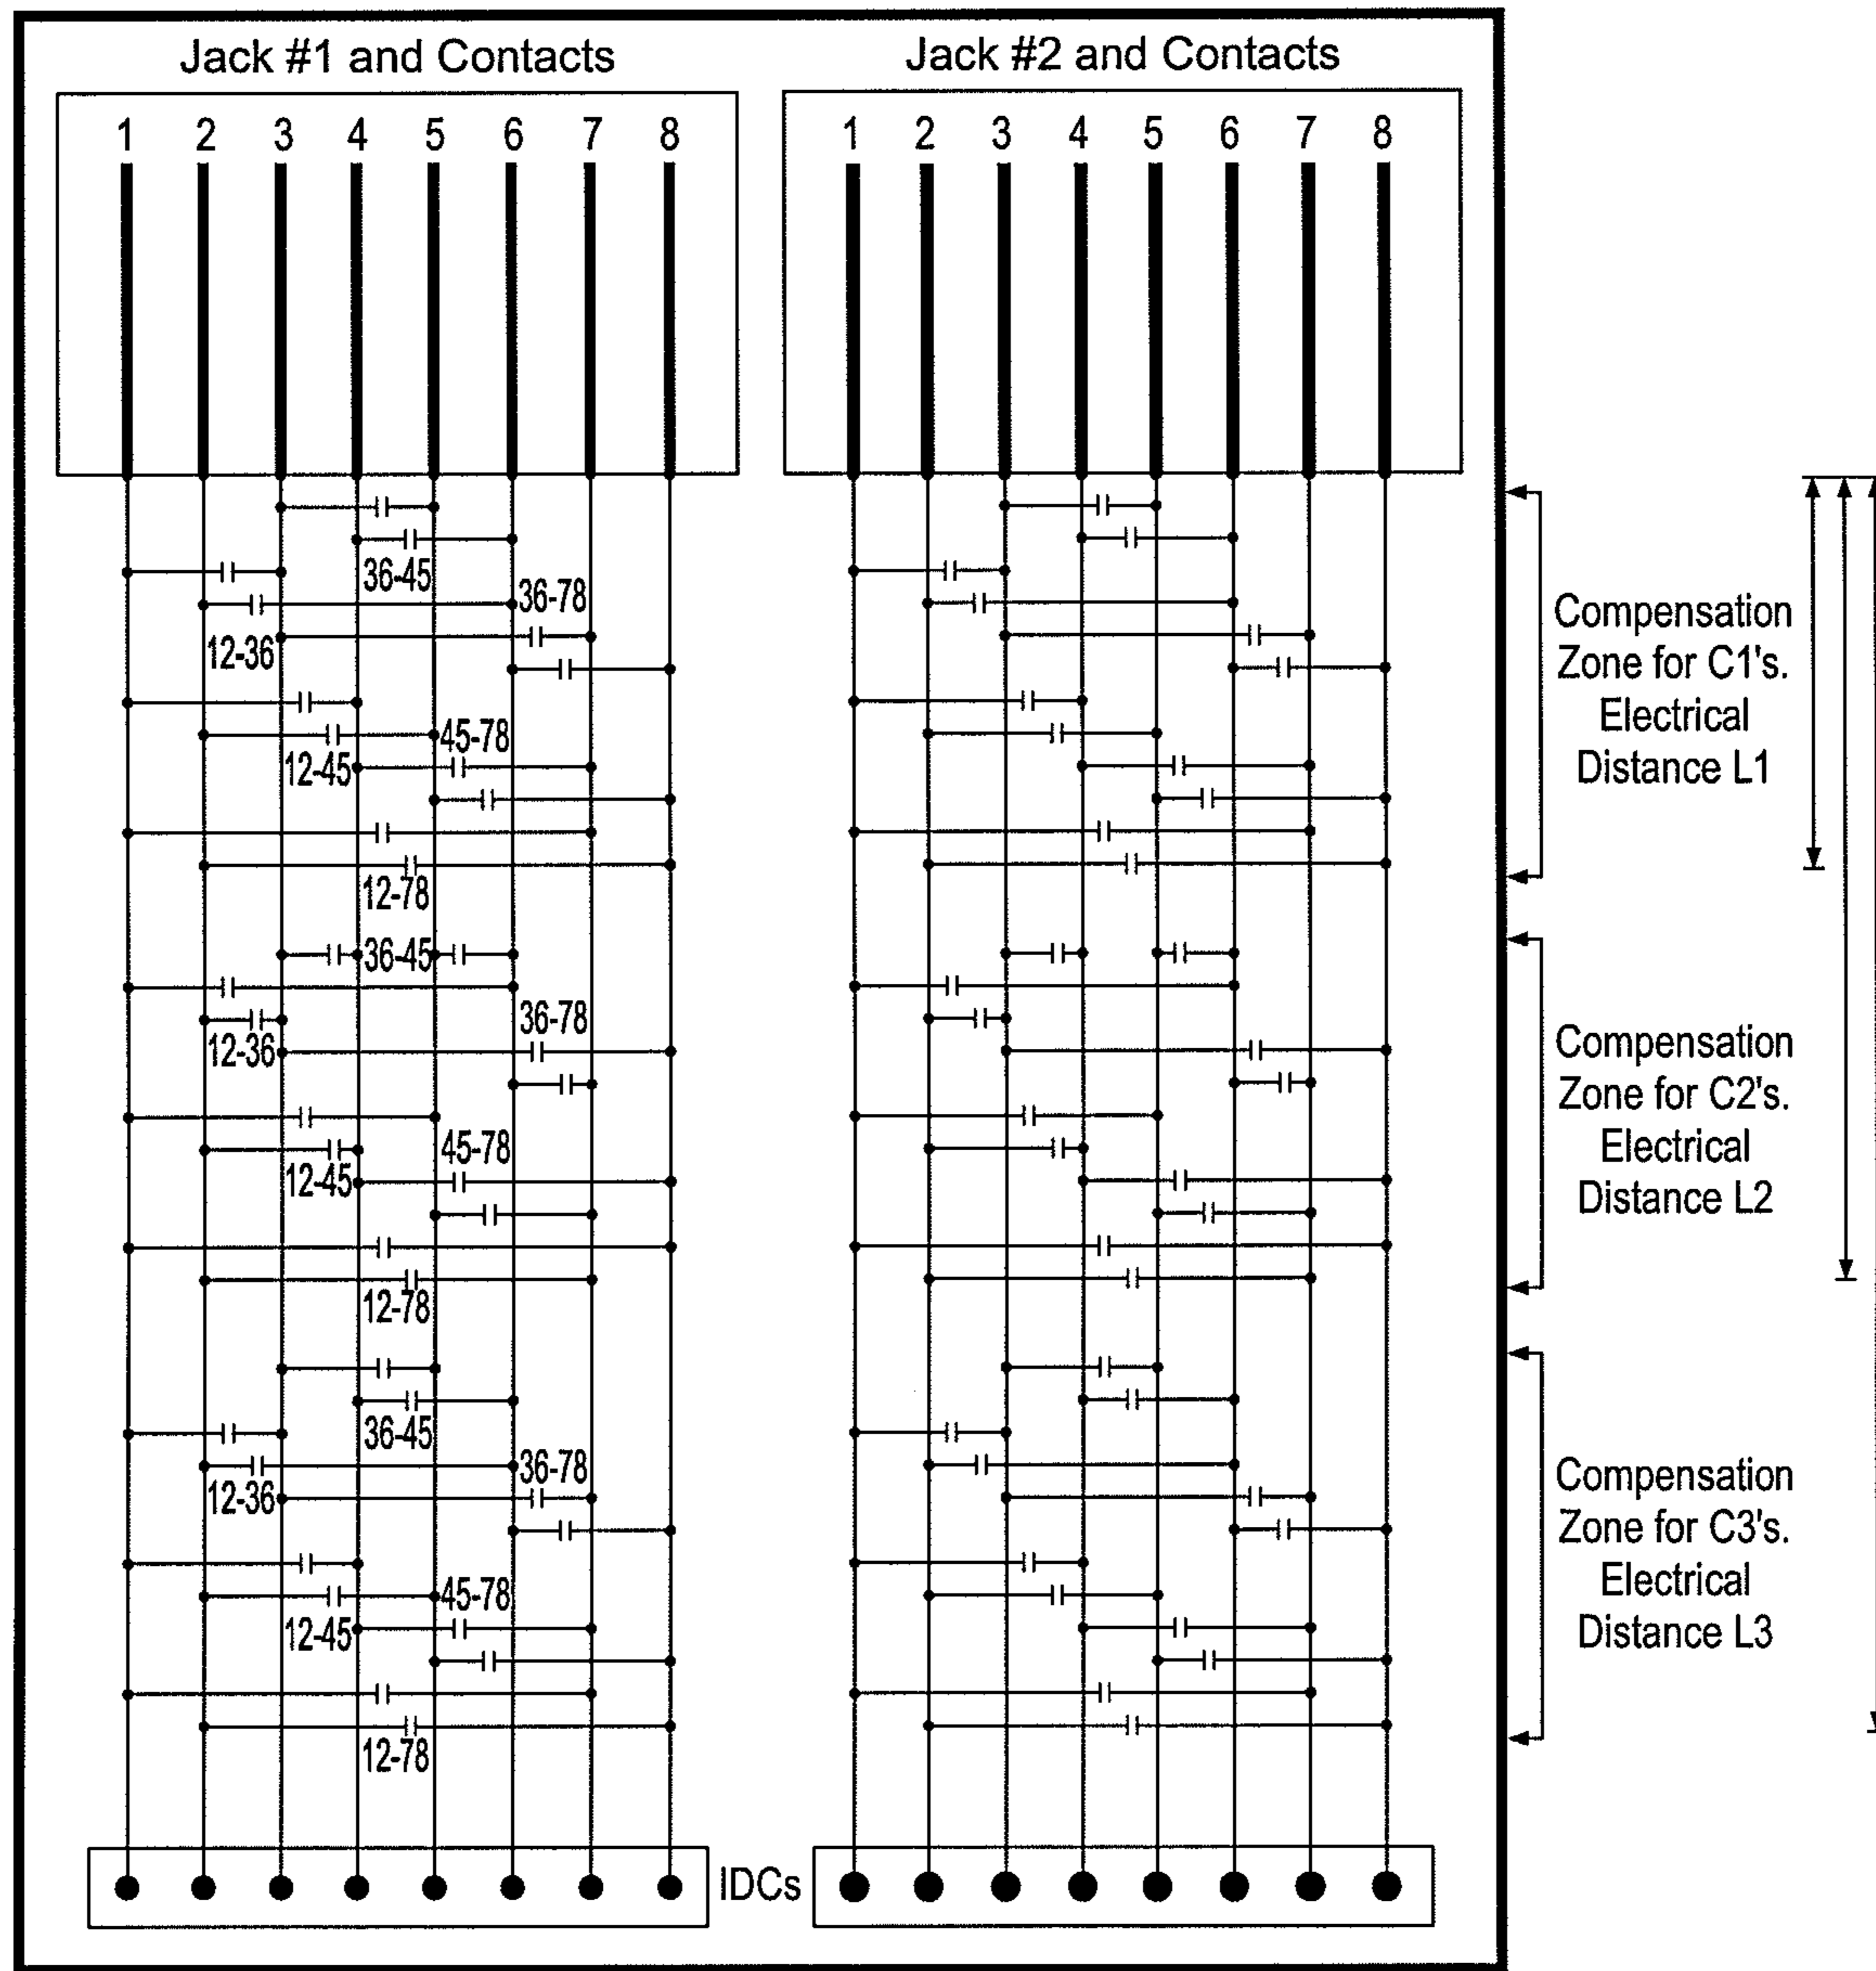 Jack #1 and Contacts
Jack #2 and Contacts
1 2 3 4 5 6 7 8
1 2 3 4 5 6 7 8
36-45
36-78
12-36
45-78
12-45
12-78
Compensation
Zone for C1's.
Electrical
Distance L1
36-45
36-78
12-36
45-78
12-45
12-78
Compensation
Zone for C2's.
Electrical
Distance L2
36-45
36-78
12-36
45-78
12-45
12-78
Compensation
Zone for C3's.
Electrical
Distance L3
IDCs